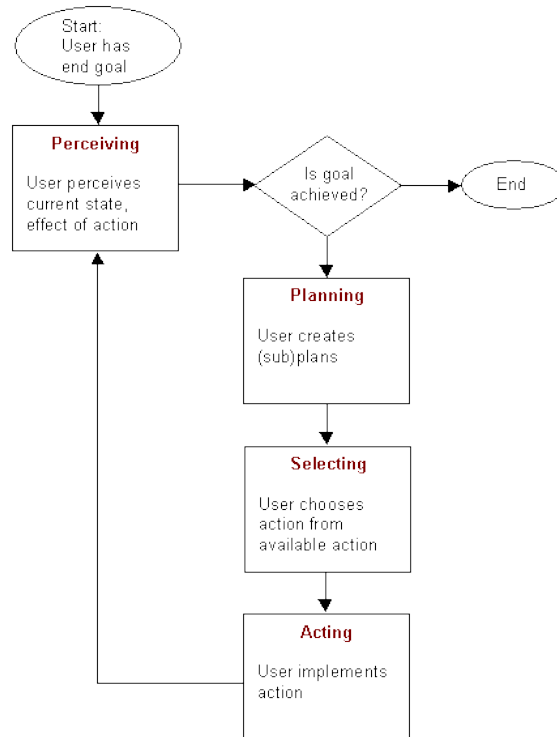 Start:
User has
end goal
Perceiving
User perceives
current state,
effect of action
Is goal
achieved?
End
Planning
User creates
(sub)plans
Selecting
User chooses
action from
available action
Acting
User implements
action